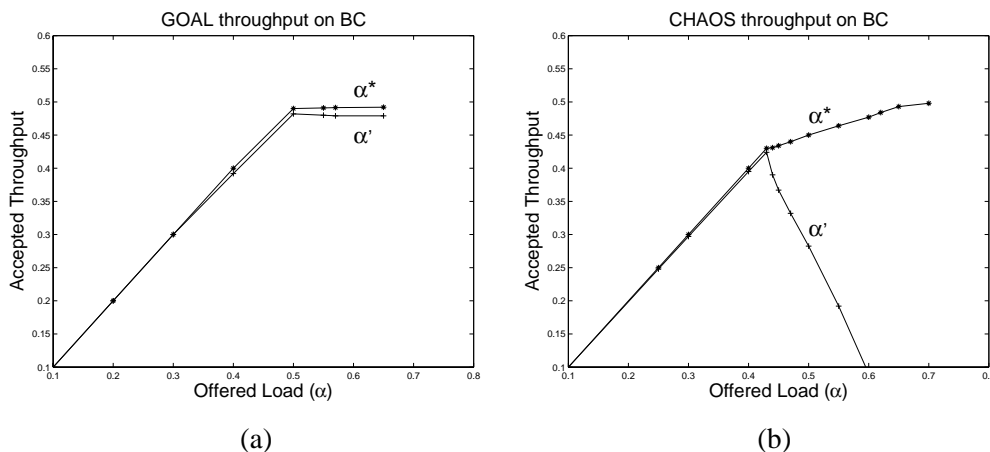 GOAL throughput on BC
0.6
0.55
0.5
0.45
0.4
0.35
0.3
0.25
0.2
0.15
0.1
Accepted Throughput
α*
α'
0.1 0.2 0.3 0.4 0.5 0.6 0.7 0.8
Offered Load (α)
(a)
CHAOS throughput on BC
0.6
0.55
0.5
0.45
0.4
0.35
0.3
0.25
0.2
0.15
0.1
Accepted Throughput
α*
α'
0.1 0.2 0.3 0.4 0.5 0.6 0.7 0.
Offered Load (α)
(b)